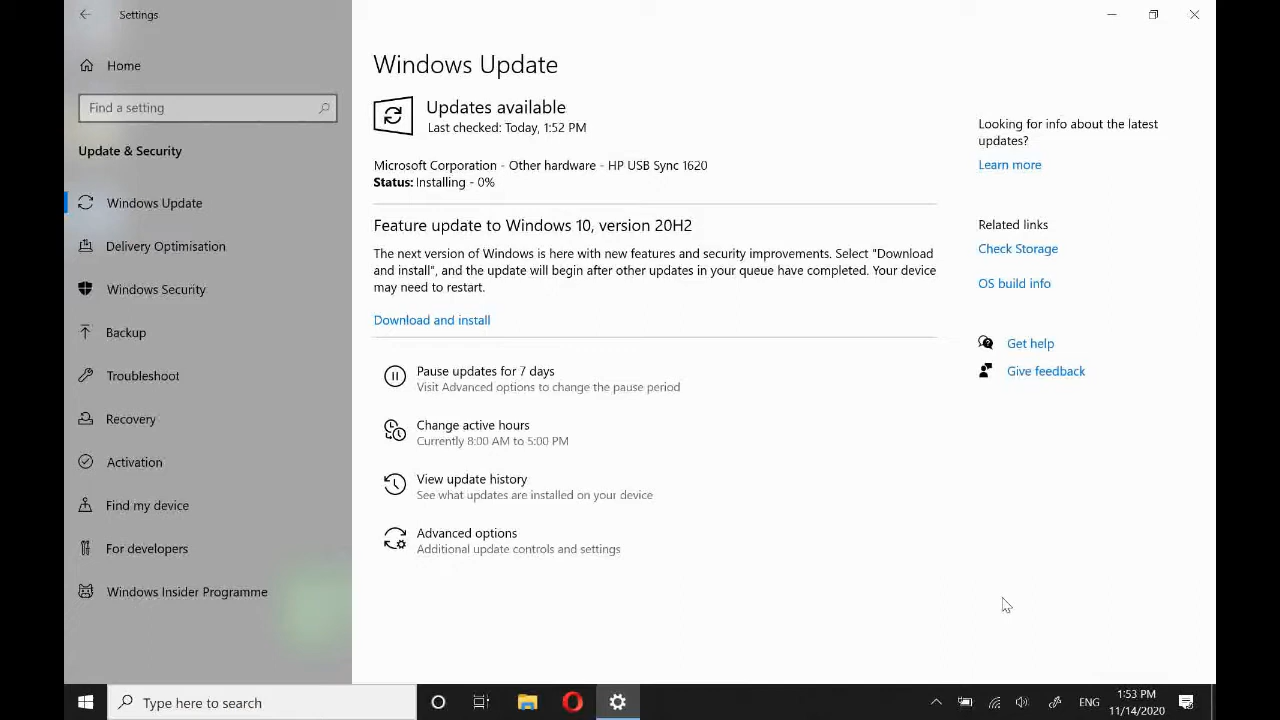 Settings
Home
Find a setting
Update & Security
Windows Update
Delivery Optimisation
Windows Security
Backup
Troubleshoot
Recovery
Activation
Find my device
For developers
Windows Insider Programme
Windows Update
Updates available
Last checked: Today, 1:52 PM
Microsoft Corporation - Other hardware - HP USB Sync 1620
Status: Installing - 0%
Feature update to Windows 10, version 20H2
The next version of Windows is here with new features and security improvements. Select "Download
and install", and the update will begin after other updates in your queue have completed. Your device
may need to restart.
Download and install
Pause updates for 7 days
Visit Advanced options to change the pause period
Change active hours
Currently 8:00 AM to 5:00 PM
View update history
See what updates are installed on your device
Advanced options
Additional update controls and settings
Looking for info about the latest
updates?
Learn more
Related links
Check Storage
OS build info
Get help
Give feedback
Type here to search
ENG
1:53 PM
11/14/2020